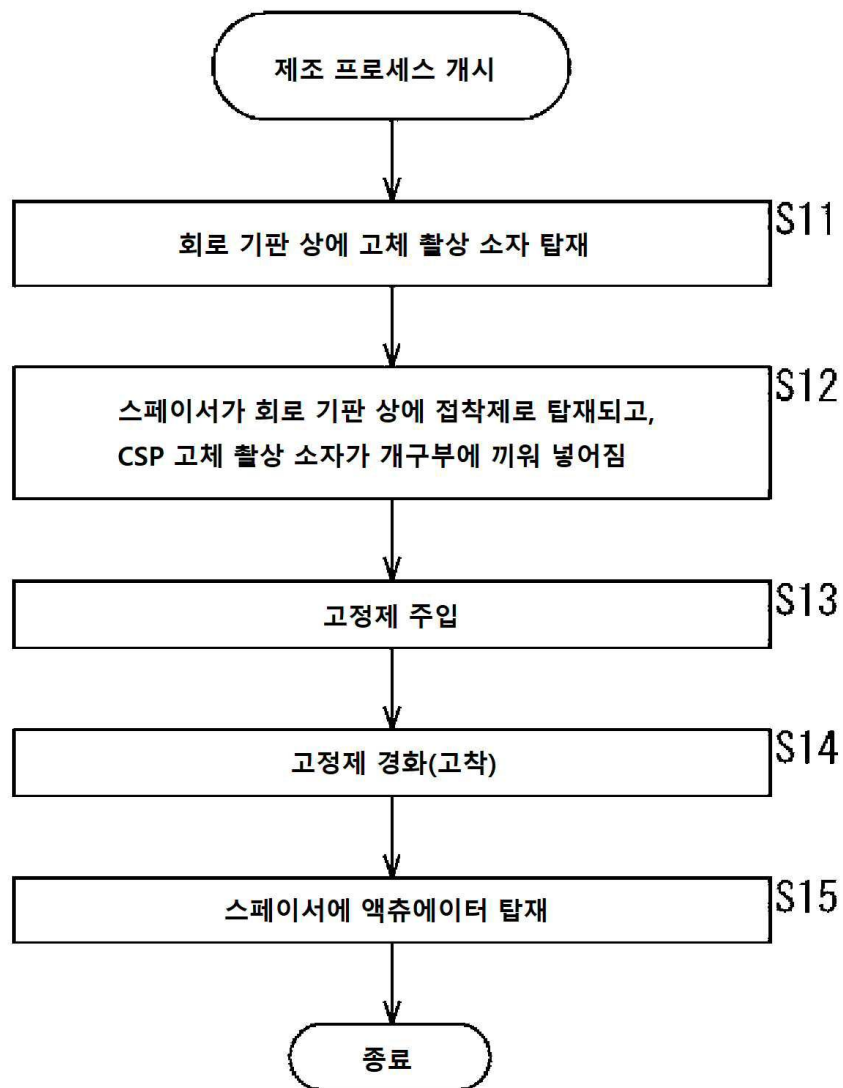 제조 프로세스 개시
S11
회로 기판 상에 고체 촬상 소자 탑재
S12
스페이서가 회로 기판 상에 접착제로 탑재되고,
CSP 고체 촬상 소자가 개구부에 끼워 넣어짐
S13
고정제 주입
S14
고정제 경화(고착)
S15
스페이서에 액츄에이터 탑재
종료